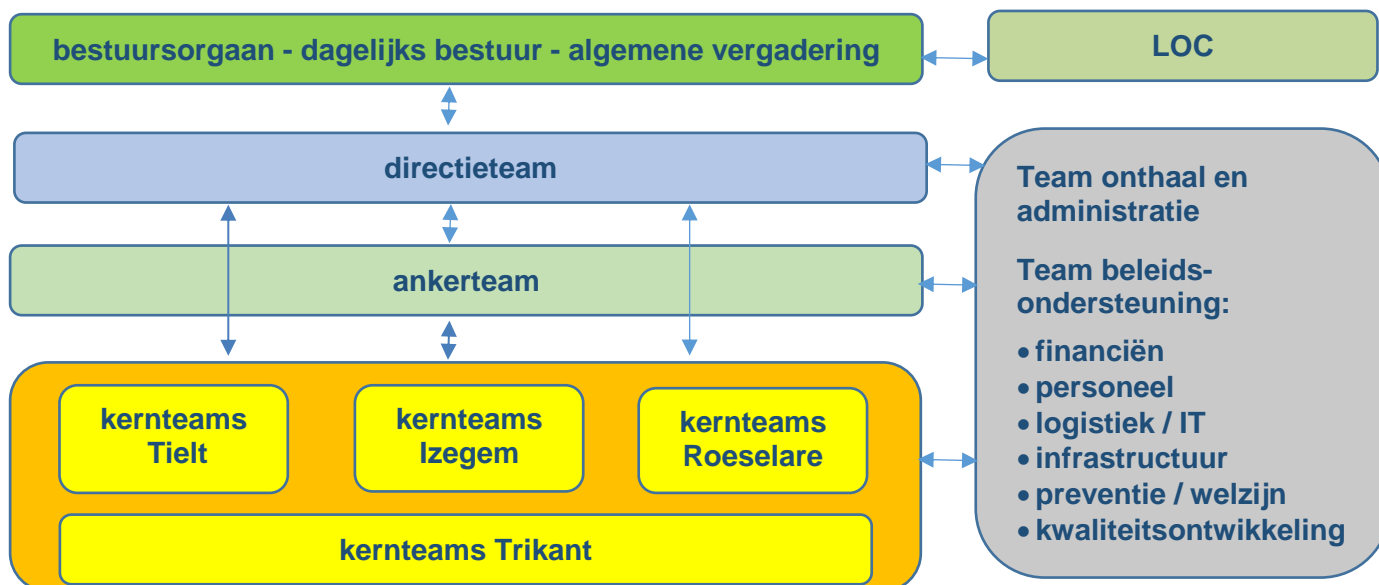 bestuursorgaan - dagelijks bestuur - algemene vergadering
LOC
directieteam
ankerteam
kernteams
Tielt
kernteams
Izegem
kernteams
Roeselare
kernteams Trikant
Team onthaal en
administratie
Team beleids-
ondersteuning:
• financiën
• personeel
• logistiek / IT
• infrastructuur
• preventie / welzijn
• kwaliteitsontwikkeling